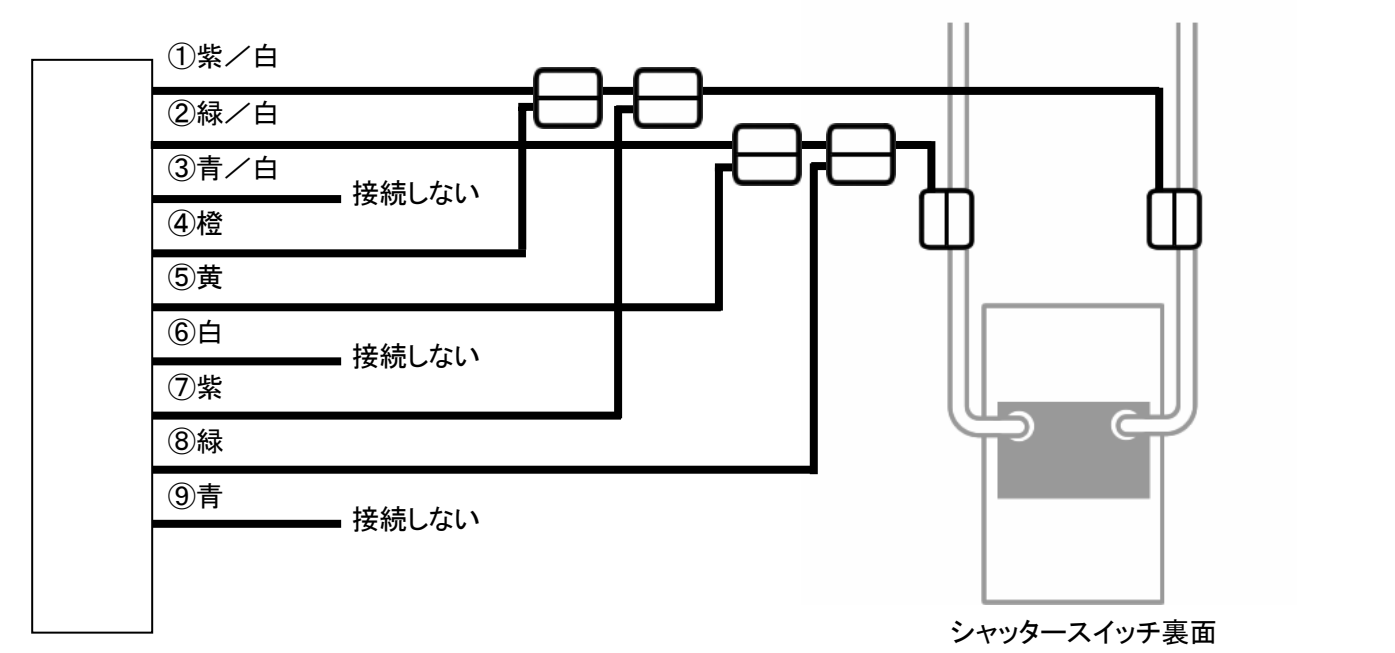 ①紫／白
②緑／白
③青／白
接続しない
④橙
⑤黄
⑥白
接続しない
⑦紫
⑧緑
⑨青
接続しない
シャッタースイッチ裏面